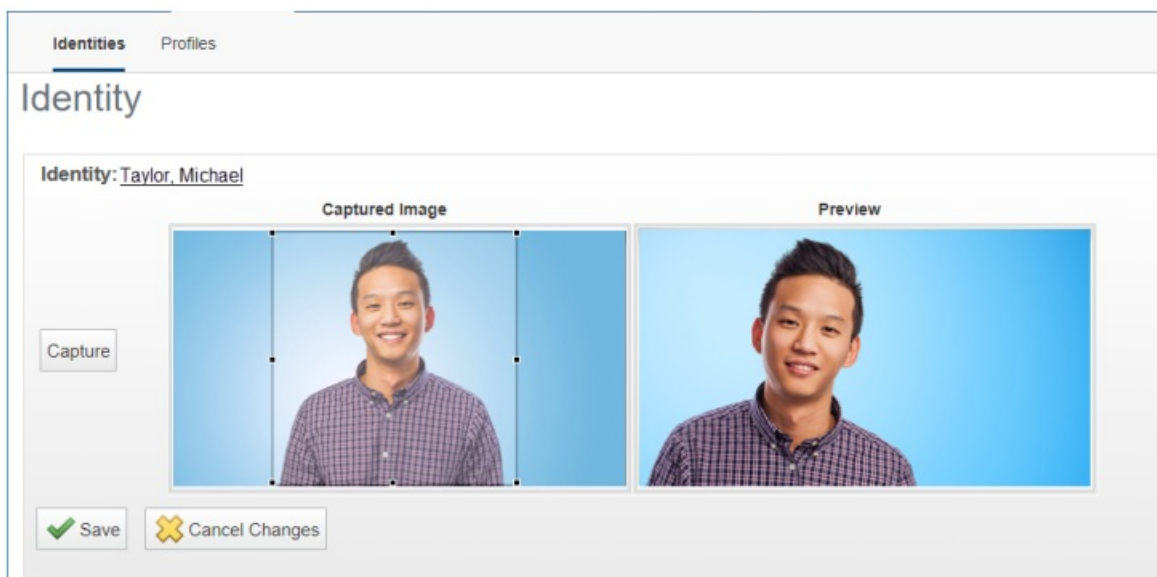 Identities Profiles
Identity
Identity: Taylor, Michael
Captured Image Preview
Capture
Save Cancel Changes